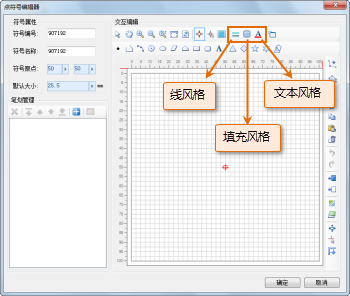 点符号编辑器
符号属性
交互编辑
符号编号: 907192
符号名称: 907192
符号原点: 50 50
默认大小: 25.5
笔划管理
线风格
文本风格
填充风格
确定
取消